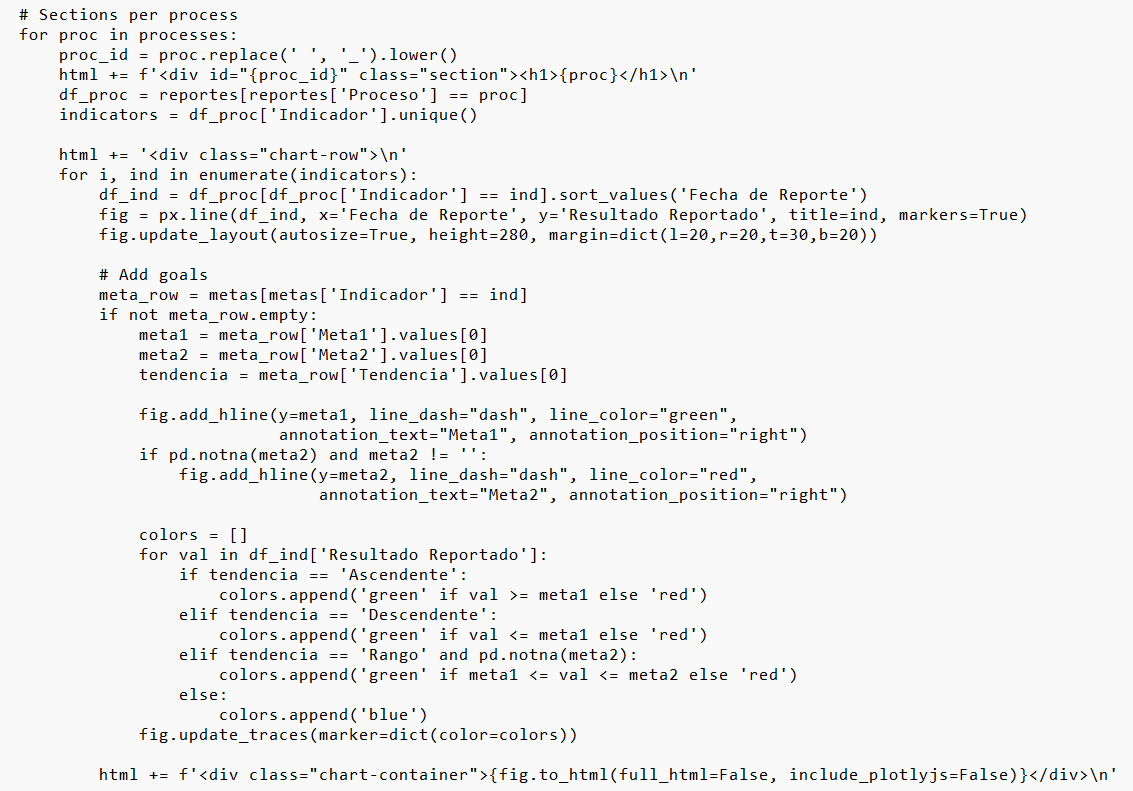 # Sections per process
for proc in processes:
    proc_id = proc.replace(' ', '_').lower()
    html += f'<div id="{proc_id}" class="section"><h1>{proc}</h1>\n'
    df_proc = reportes[reportes['Proceso'] == proc]
    indicators = df_proc['Indicador'].unique()

    html += '<div class="chart-row">\n'
    for i, ind in enumerate(indicators):
        df_ind = df_proc[df_proc['Indicador'] == ind].sort_values('Fecha de Reporte')
        fig = px.line(df_ind, x='Fecha de Reporte', y='Resultado Reportado', title=ind, markers=True)
        fig.update_layout(autosize=True, height=280, margin=dict(l=20,r=20,t=30,b=20))

        # Add goals
        meta_row = metas[metas['Indicador'] == ind]
        if not meta_row.empty:
            meta1 = meta_row['Meta1'].values[0]
            meta2 = meta_row['Meta2'].values[0]
            tendencia = meta_row['Tendencia'].values[0]

            fig.add_hline(y=meta1, line_dash="dash", line_color="green",
                          annotation_text="Meta1", annotation_position="right")
            if pd.notna(meta2) and meta2 != '':
                fig.add_hline(y=meta2, line_dash="dash", line_color="red",
                              annotation_text="Meta2", annotation_position="right")

            colors = []
            for val in df_ind['Resultado Reportado']:
                if tendencia == 'Ascendente':
                    colors.append('green' if val >= meta1 else 'red')
                elif tendencia == 'Descendente':
                    colors.append('green' if val <= meta1 else 'red')
                elif tendencia == 'Rango' and pd.notna(meta2):
                    colors.append('green' if meta1 <= val <= meta2 else 'red')
                else:
                    colors.append('blue')
            fig.update_traces(marker=dict(color=colors))

        html += f'<div class="chart-container">{fig.to_html(full_html=False, include_plotlyjs=False)}</div>\n'